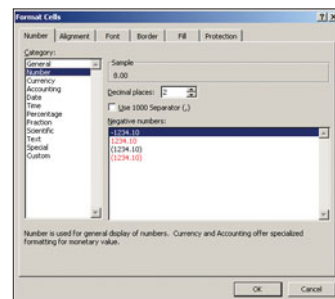 Format Cells
Number Alignment Font Border Fill Protection
Category:
General
Number
Currency
Accounting
Date
Time
Percentage
Fraction
Scientific
Text
Special
Custom
Sample
8.00
Decimal places: 2
Use 1000 Separator (,)
Negative numbers:
-1234.10
1234.10
(1234.10)
(1234.10)
Number is used for general display of numbers. Currency and Accounting offer specialized
formatting for monetary value.
OK Cancel